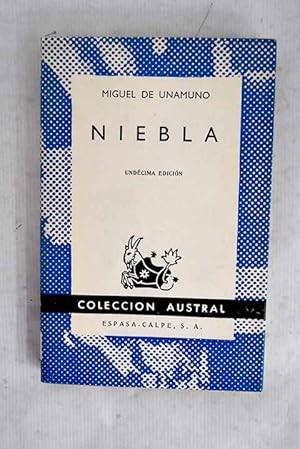 MIGUEL DE UNAMUNO
NIEBLA
UNDÉCIMA EDICIÓN
COLECCION AUSTRAL
ESPASA-CALPE, S. A.